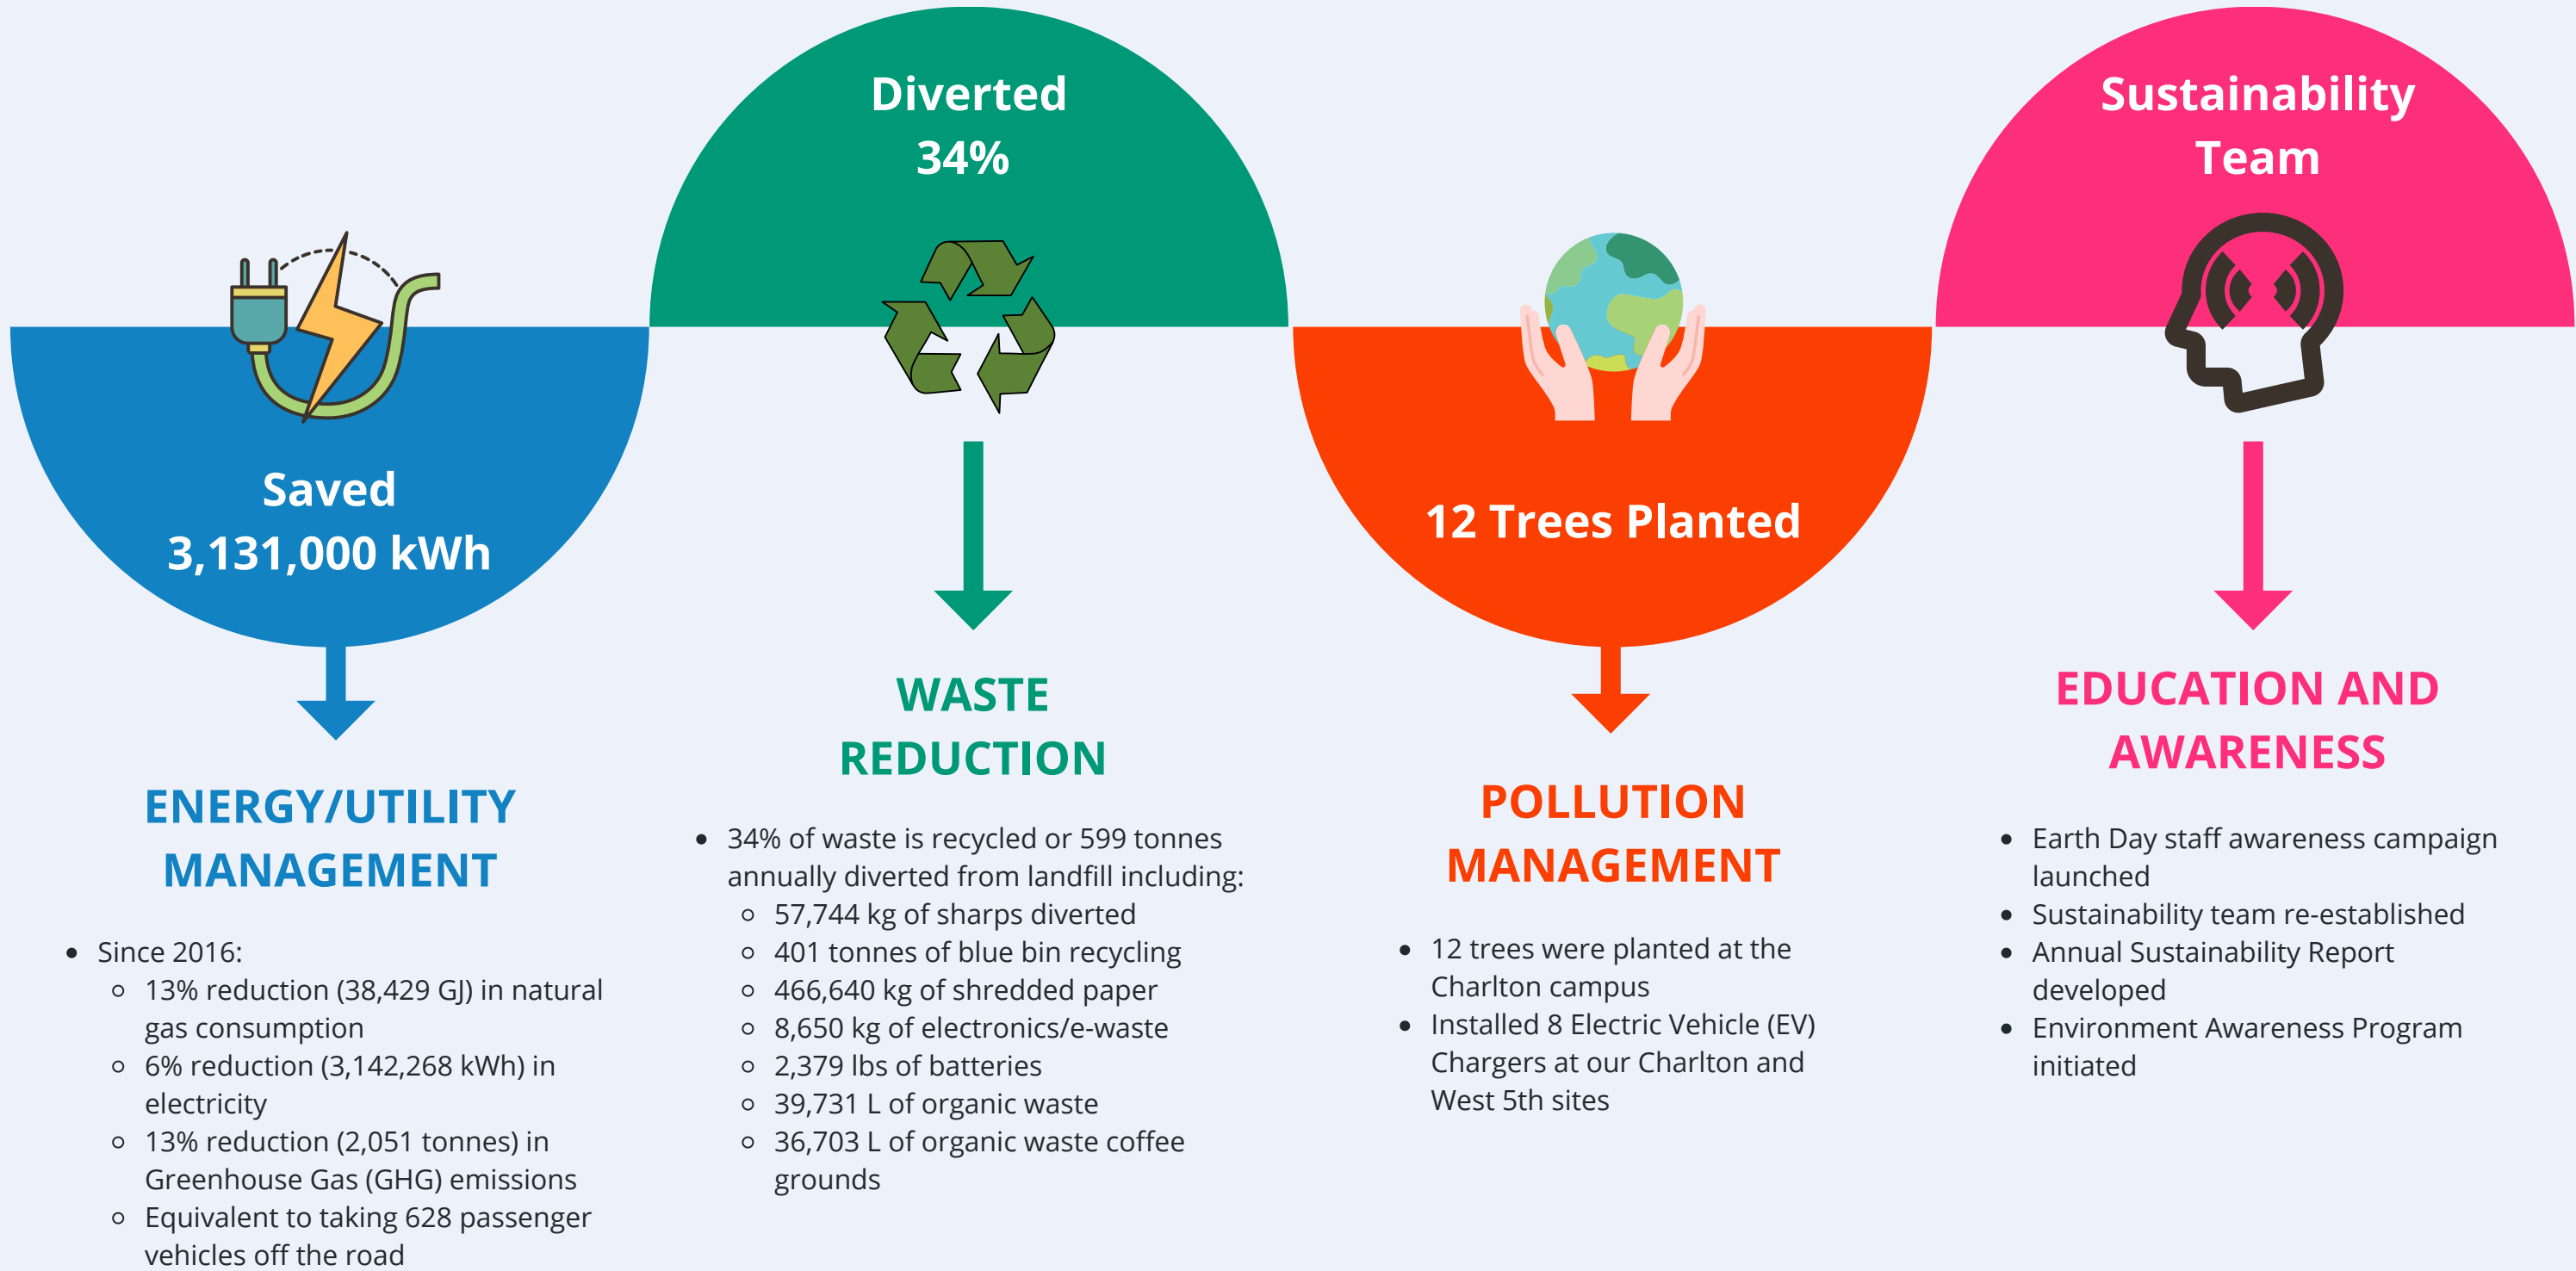 Saved
3,131,000 kWh
ENERGY/UTILITY
MANAGEMENT
• Since 2016:
◦ 13% reduction (38,429 GJ) in natural
gas consumption
◦ 6% reduction (3,142,268 kWh) in
electricity
◦ 13% reduction (2,051 tonnes) in
Greenhouse Gas (GHG) emissions
◦ Equivalent to taking 628 passenger
vehicles off the road
Diverted
34%
WASTE
REDUCTION
• 34% of waste is recycled or 599 tonnes
annually diverted from landfill including:
◦ 57,744 kg of sharps diverted
◦ 401 tonnes of blue bin recycling
◦ 466,640 kg of shredded paper
◦ 8,650 kg of electronics/e-waste
◦ 2,379 lbs of batteries
◦ 39,731 L of organic waste
◦ 36,703 L of organic waste coffee
grounds
12 Trees Planted
POLLUTION
MANAGEMENT
• 12 trees were planted at the
Charlton campus
• Installed 8 Electric Vehicle (EV)
Chargers at our Charlton and
West 5th sites
Sustainability
Team
EDUCATION AND
AWARENESS
• Earth Day staff awareness campaign
launched
• Sustainability team re-established
• Annual Sustainability Report
developed
• Environment Awareness Program
initiated